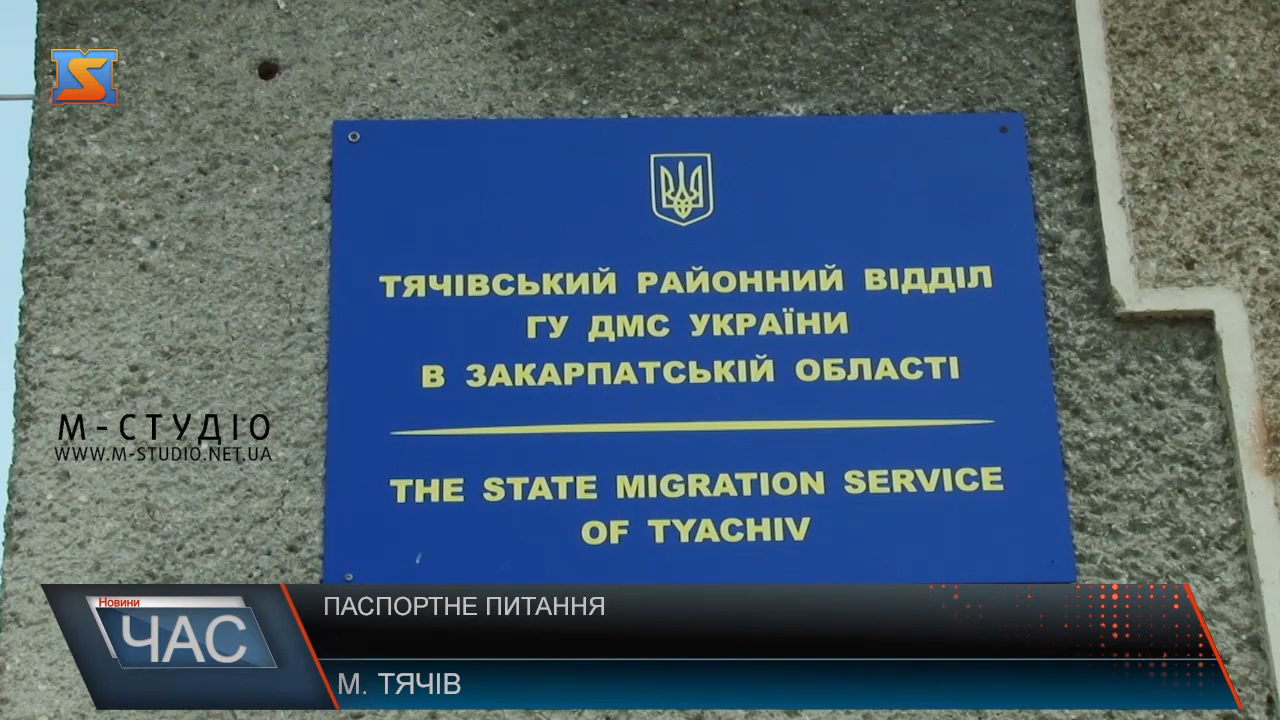 ТЯЧІВСЬКИЙ РАЙОННИЙ ВІДДІЛ
ГУ ДМС УКРАЇНИ
В ЗАКАРПАТСЬКІЙ ОБЛАСТІ
THE STATE MIGRATION SERVICE
OF TYACHIV
М-СТУДІО
WWW.M-STUDIO.NET.UA
Новини
ЧАС
ПАСПОРТНЕ ПИТАННЯ
М. ТЯЧІВ